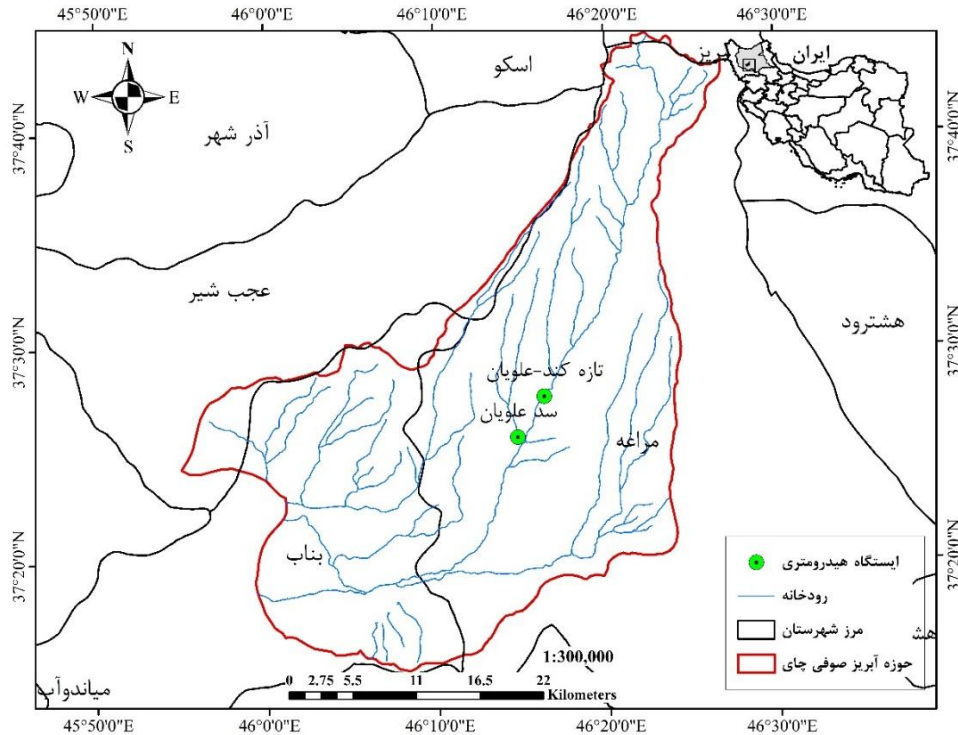 45°50'0"E 46°0'0"E 46°10'0"E 46°20'0"E 46°30'0"E
N
W E
S
اسکو
تبریز
ایران
آذر شهر
37°40'0"N
37°40'0"N
عجب شیر
هشترود
37°30'0"N
37°30'0"N
تازه کند-علویان
سد علویان
مراغه
بناب
37°20'0"N
37°20'0"N
ایستگاه هیدرومتری
رودخانه
مرز شهرستان
هش
حوزه آبریز صوفی چای
میاندوآب
1:300,000
0 2.75 5.5 11 16.5 22
Kilometers
45°50'0"E 46°0'0"E 46°10'0"E 46°20'0"E 46°30'0"E